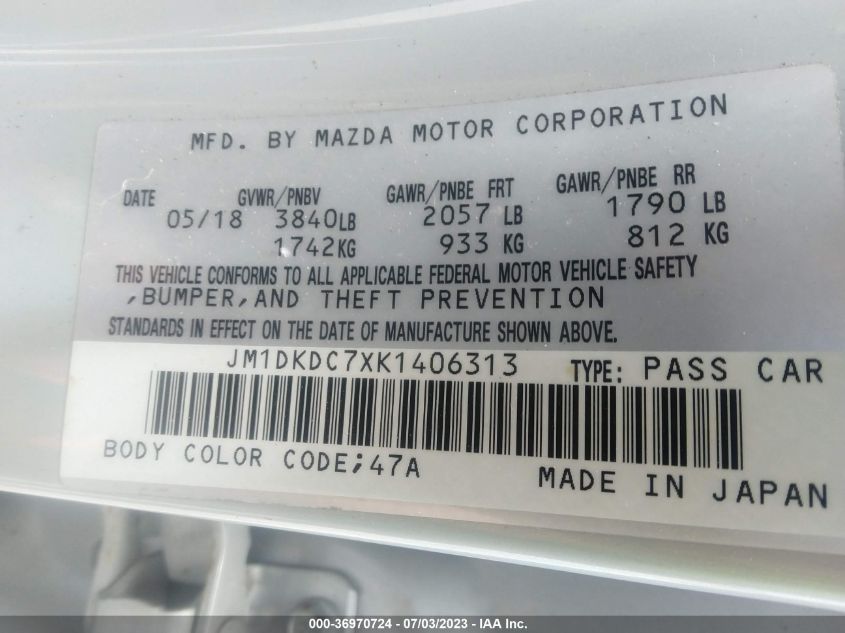 MFD. BY MAZDA MOTOR CORPORATION
DATE GVWR/PNBV GAWR/PNBE FRT GAWR/PNBE RR
05/18 3840LB 2057 LB 1790 LB
1742KG 933 KG 812 KG
THIS VEHICLE CONFORMS TO ALL APPLICABLE FEDERAL MOTOR VEHICLE SAFETY
,BUMPER,AND THEFT PREVENTION
STANDARDS IN EFFECT ON THE DATE OF MANUFACTURE SHOWN ABOVE.
JM1DKDC7XK1406313 TYPE: PASS CAR
BODY COLOR CODE;47A MADE IN JAPAN
000-36970724 - 07/03/2023 - IAA Inc.